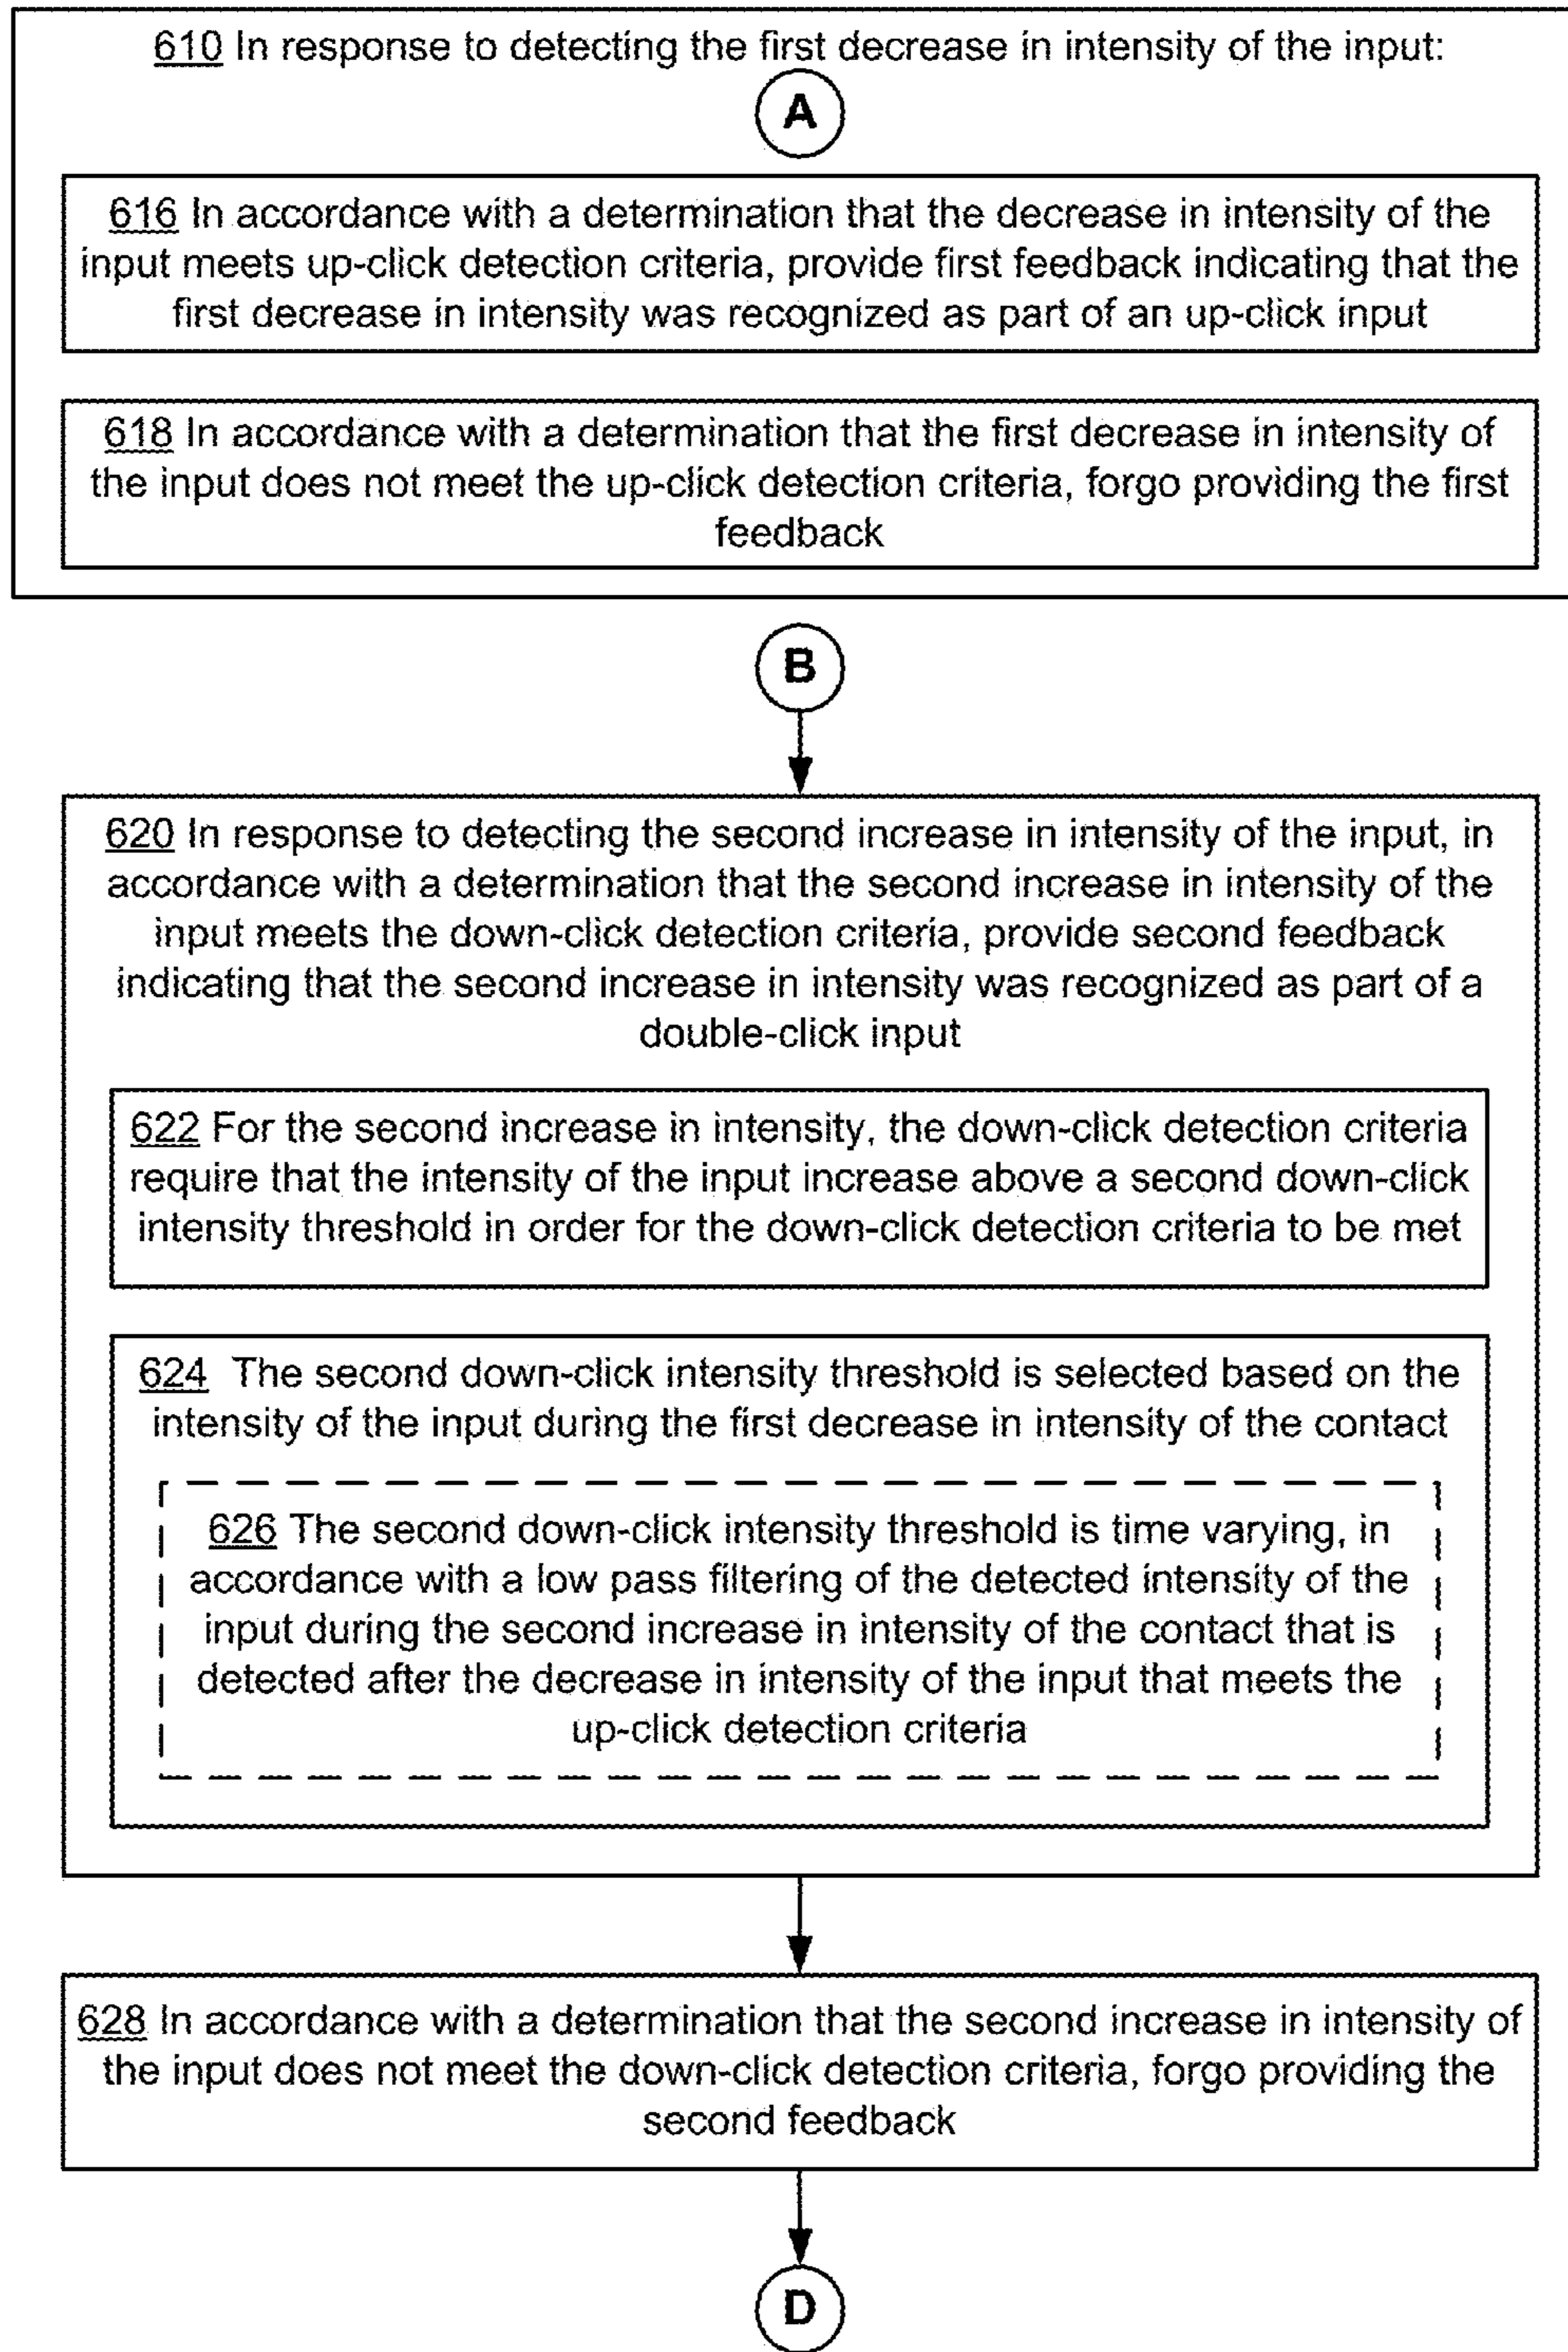 610 In response to detecting the first decrease in intensity of the input:
A
616 In accordance with a determination that the decrease in intensity of the
input meets up-click detection criteria, provide first feedback indicating that the
first decrease in intensity was recognized as part of an up-click input
618 In accordance with a determination that the first decrease in intensity of
the input does not meet the up-click detection criteria, forgo providing the first
feedback
B
620 In response to detecting the second increase in intensity of the input, in
accordance with a determination that the second increase in intensity of the
input meets the down-click detection criteria, provide second feedback
indicating that the second increase in intensity was recognized as part of a
double-click input
622 For the second increase in intensity, the down-click detection criteria
require that the intensity of the input increase above a second down-click
intensity threshold in order for the down-click detection criteria to be met
624 The second down-click intensity threshold is selected based on the
intensity of the input during the first decrease in intensity of the contact
626 The second down-click intensity threshold is time varying, in
accordance with a low pass filtering of the detected intensity of the
input during the second increase in intensity of the contact that is
detected after the decrease in intensity of the input that meets the
up-click detection criteria
628 In accordance with a determination that the second increase in intensity of
the input does not meet the down-click detection criteria, forgo providing the
second feedback
D